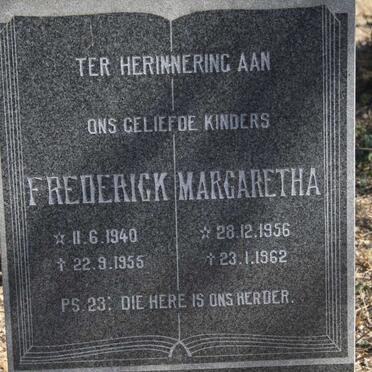 TER HERINNERING AAN
ONS GELIEFDE KINDERS
FREDERICK MARGARETHA
☆ 11.6.1940 ☆ 28.12.1956
† 22.9.1955 † 23.1.1962
PS. 23: DIE HERE IS ONS HERDER.